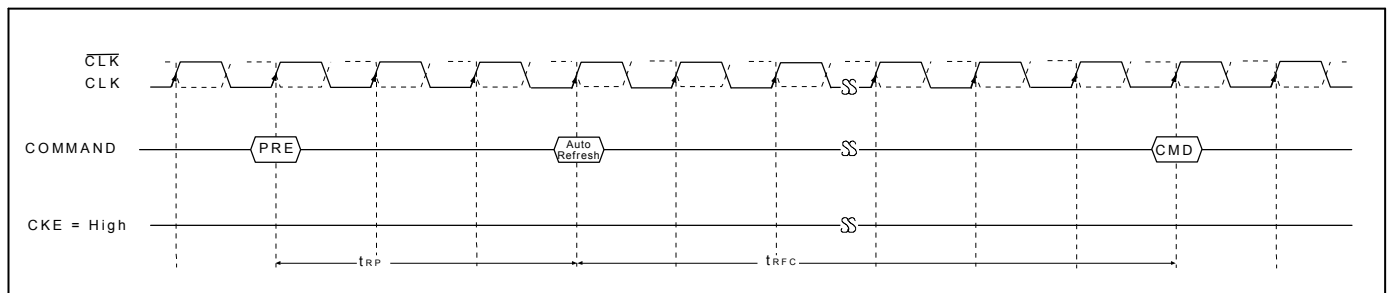 CLK
CLK
COMMAND
PRE
Auto
Refresh
CMD
CKE = High
tRP
tRFC